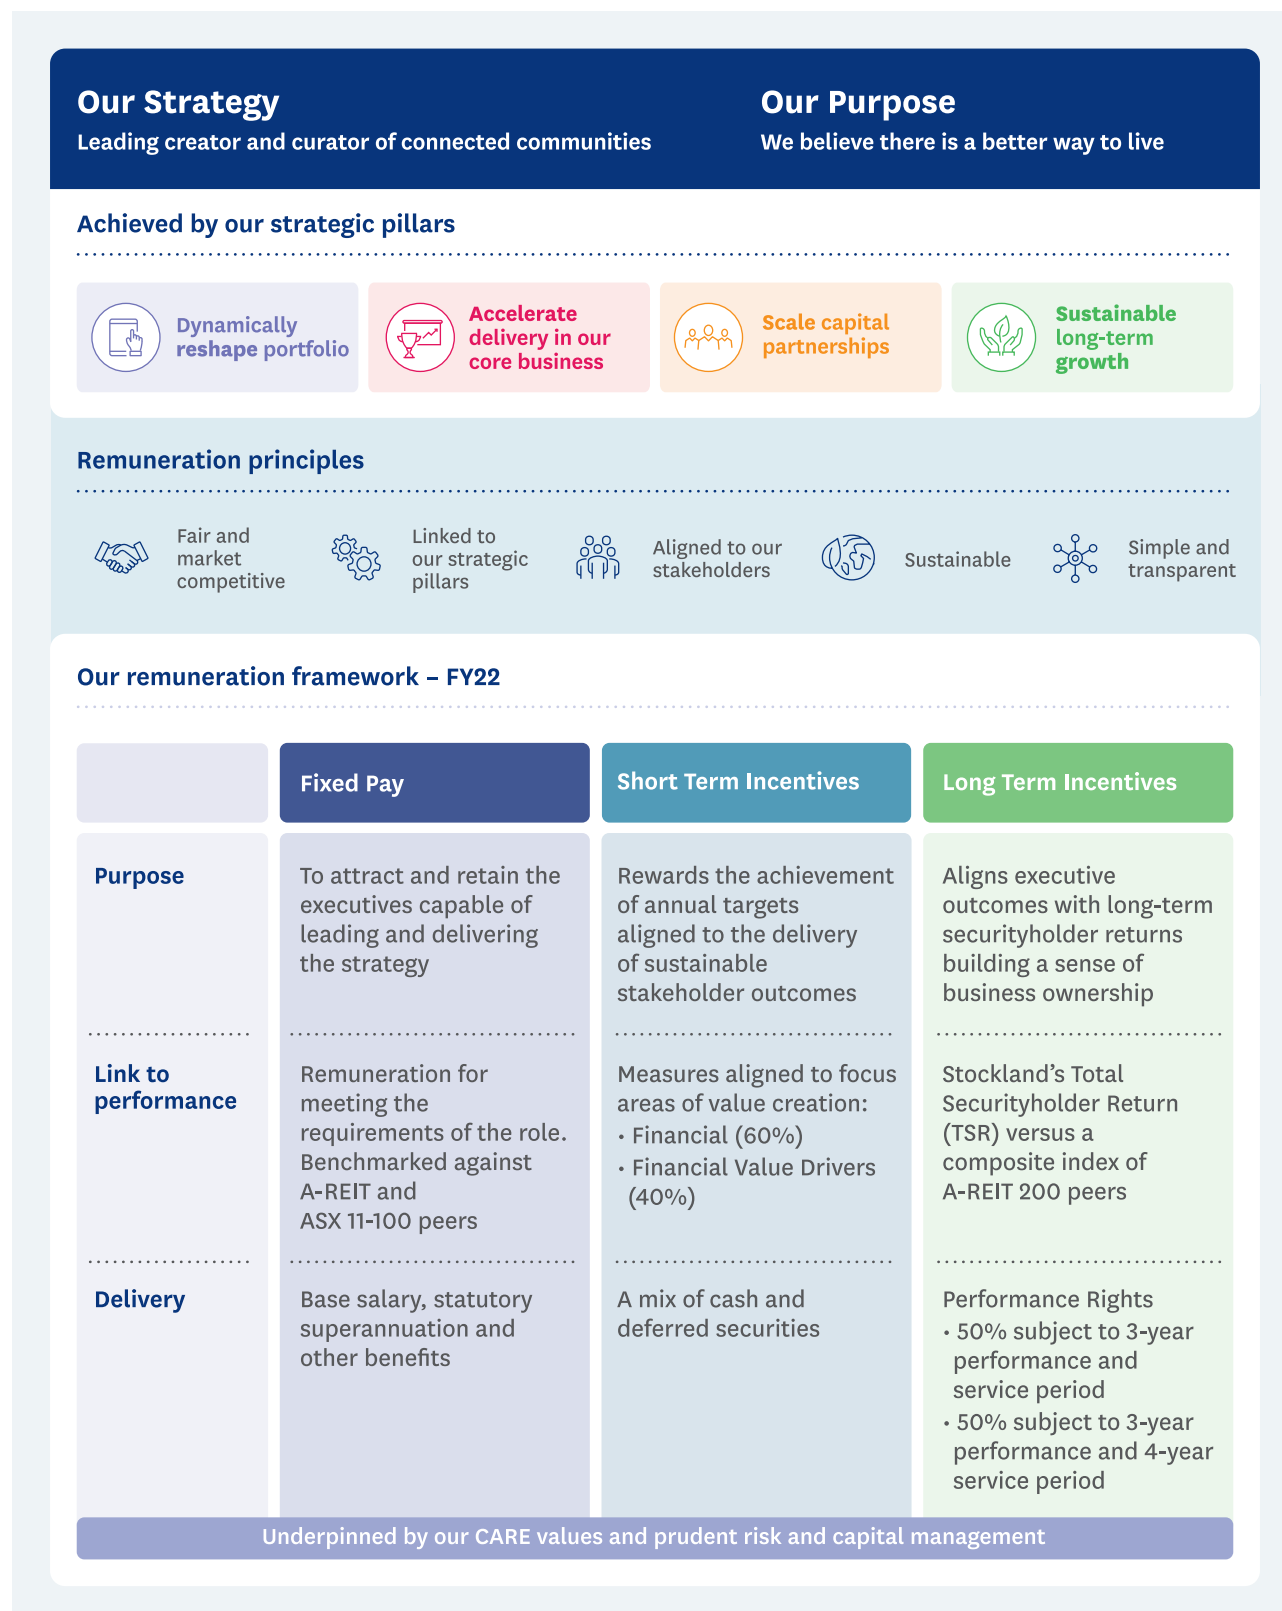 Our Strategy
Leading creator and curator of connected communities
Our Purpose
We believe there is a better way to live
Achieved by our strategic pillars
Dynamically
reshape portfolio
Accelerate
delivery in our
core business
Scale capital
partnerships
Sustainable
long-term
growth
Remuneration principles
Fair and
market
competitive
Linked to
our strategic
pillars
Aligned to our
stakeholders
Sustainable
Simple and
transparent
Our remuneration framework – FY22
Fixed Pay
Short Term Incentives
Long Term Incentives
Purpose
To attract and retain the
executives capable of
leading and delivering
the strategy
Rewards the achievement
of annual targets
aligned to the delivery
of sustainable
stakeholder outcomes
Aligns executive
outcomes with long-term
securityholder returns
building a sense of
business ownership
Link to
performance
Remuneration for
meeting the
requirements of the role.
Benchmarked against
A-REIT and
ASX 11-100 peers
Measures aligned to focus
areas of value creation:
• Financial (60%)
• Financial Value Drivers
(40%)
Stockland's Total
Securityholder Return
(TSR) versus a
composite index of
A-REIT 200 peers
Delivery
Base salary, statutory
superannuation and
other benefits
A mix of cash and
deferred securities
Performance Rights
• 50% subject to 3-year
performance and
service period
• 50% subject to 3-year
performance and 4-year
service period
Underpinned by our CARE values and prudent risk and capital management